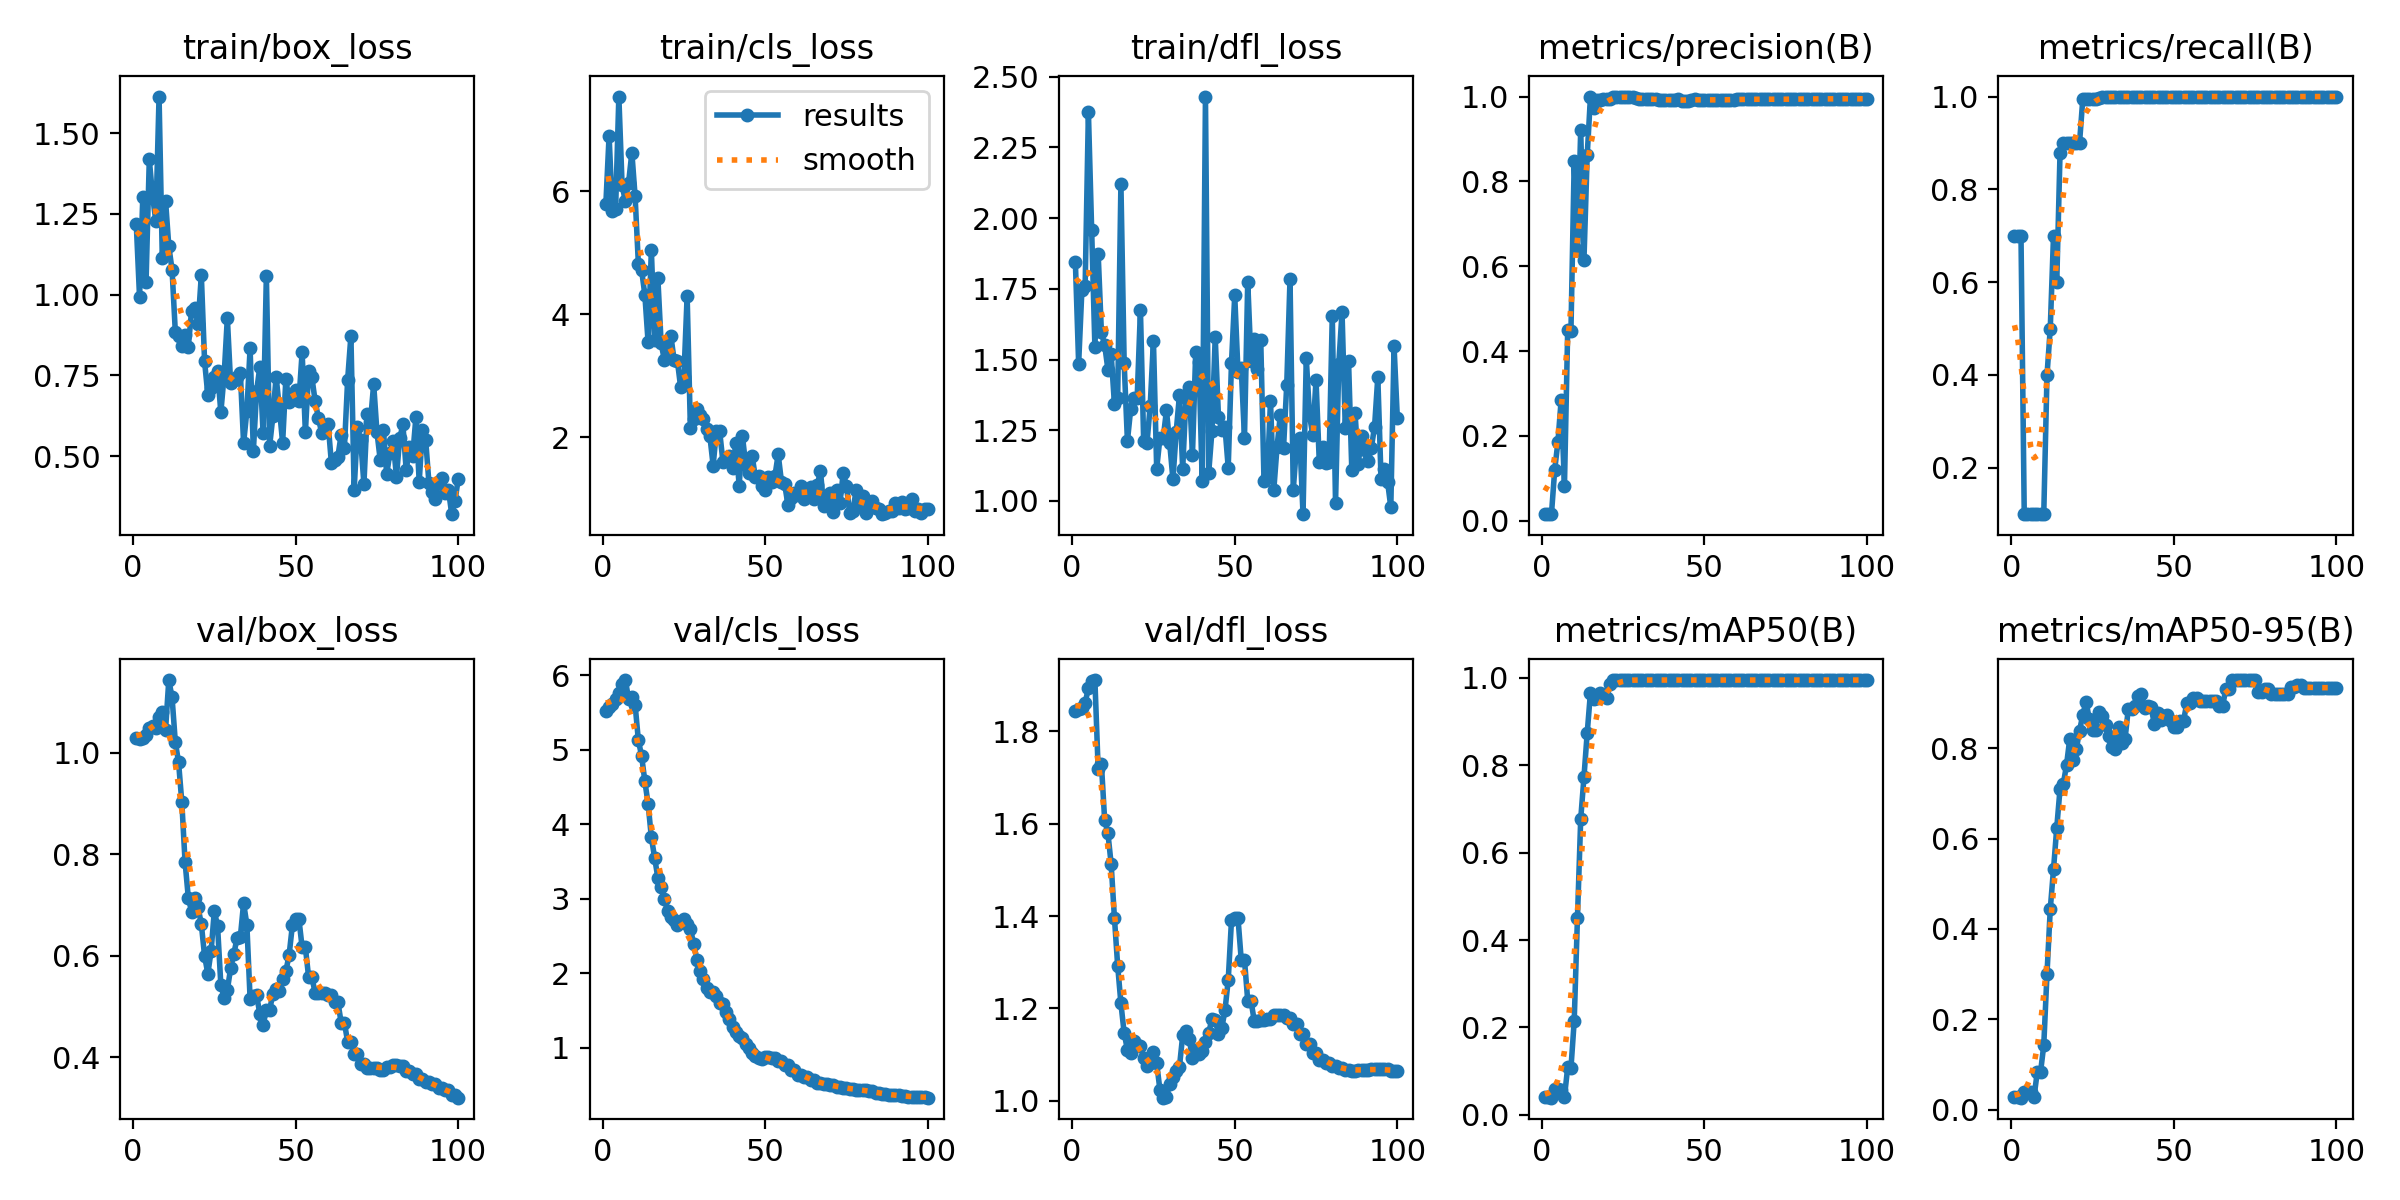 train/box_loss
1.50
1.25
1.00
0.75
0.50
0 50 100
train/cls_loss
results
smooth
6
4
2
0 50 100
train/dfl_loss
2.50
2.25
2.00
1.75
1.50
1.25
1.00
0 50 100
metrics/precision(B)
1.0
0.8
0.6
0.4
0.2
0.0
0 50 100
metrics/recall(B)
1.0
0.8
0.6
0.4
0.2
0 50 100
val/box_loss
1.0
0.8
0.6
0.4
0 50 100
val/cls_loss
6
5
4
3
2
1
0 50 100
val/dfl_loss
1.8
1.6
1.4
1.2
1.0
0 50 100
metrics/mAP50(B)
1.0
0.8
0.6
0.4
0.2
0.0
0 50 100
metrics/mAP50-95(B)
0.8
0.6
0.4
0.2
0.0
0 50 100